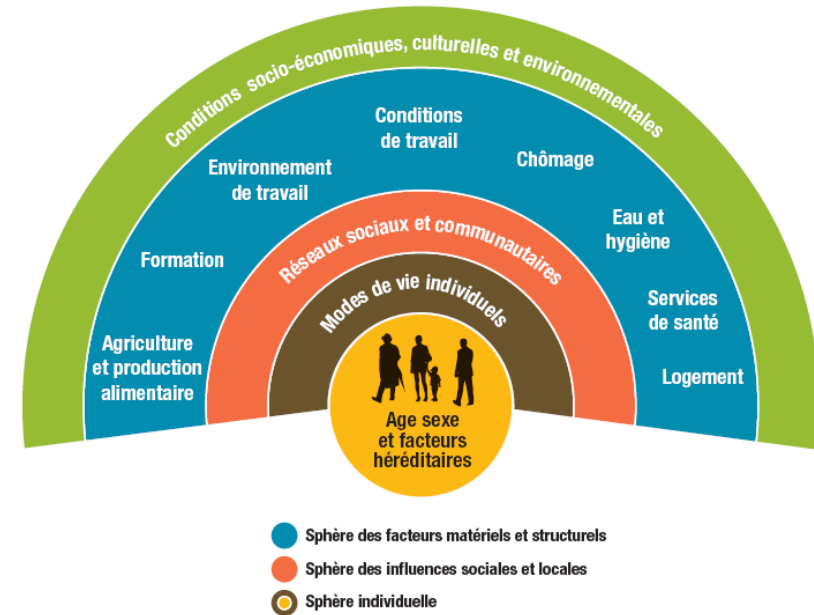 Conditions socio-économiques, culturelles et environnementales
Conditions
de travail
Environnement
de travail
Chômage
Formation
Eau et
hygiène
Agriculture
et production
alimentaire
Services
de santé
Logement
Réseaux sociaux et communautaires
Modes de vie individuels
Age sexe
et facteurs
héréditaires
Sphère des facteurs matériels et structurels
Sphère des influences sociales et locales
Sphère individuelle